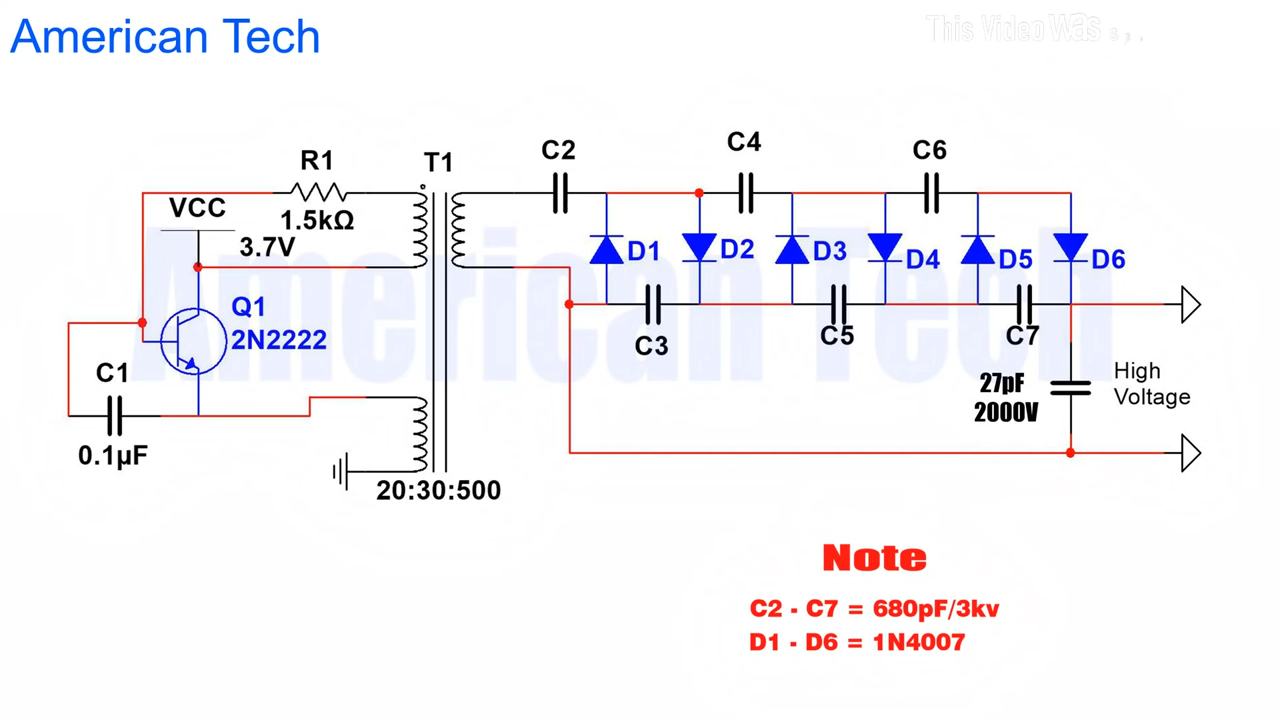 American Tech
This Video Was
R1
T1
C2
C4
C6
VCC
1.5kΩ
3.7V
D1
D2
D3
D4
D5
D6
Q1
2N2222
C3
C5
C7
C1
0.1µF
27pF
2000V
High
Voltage
20:30:500
American Tech
Note
C2 - C7 = 680pF/3kv
D1 - D6 = 1N4007